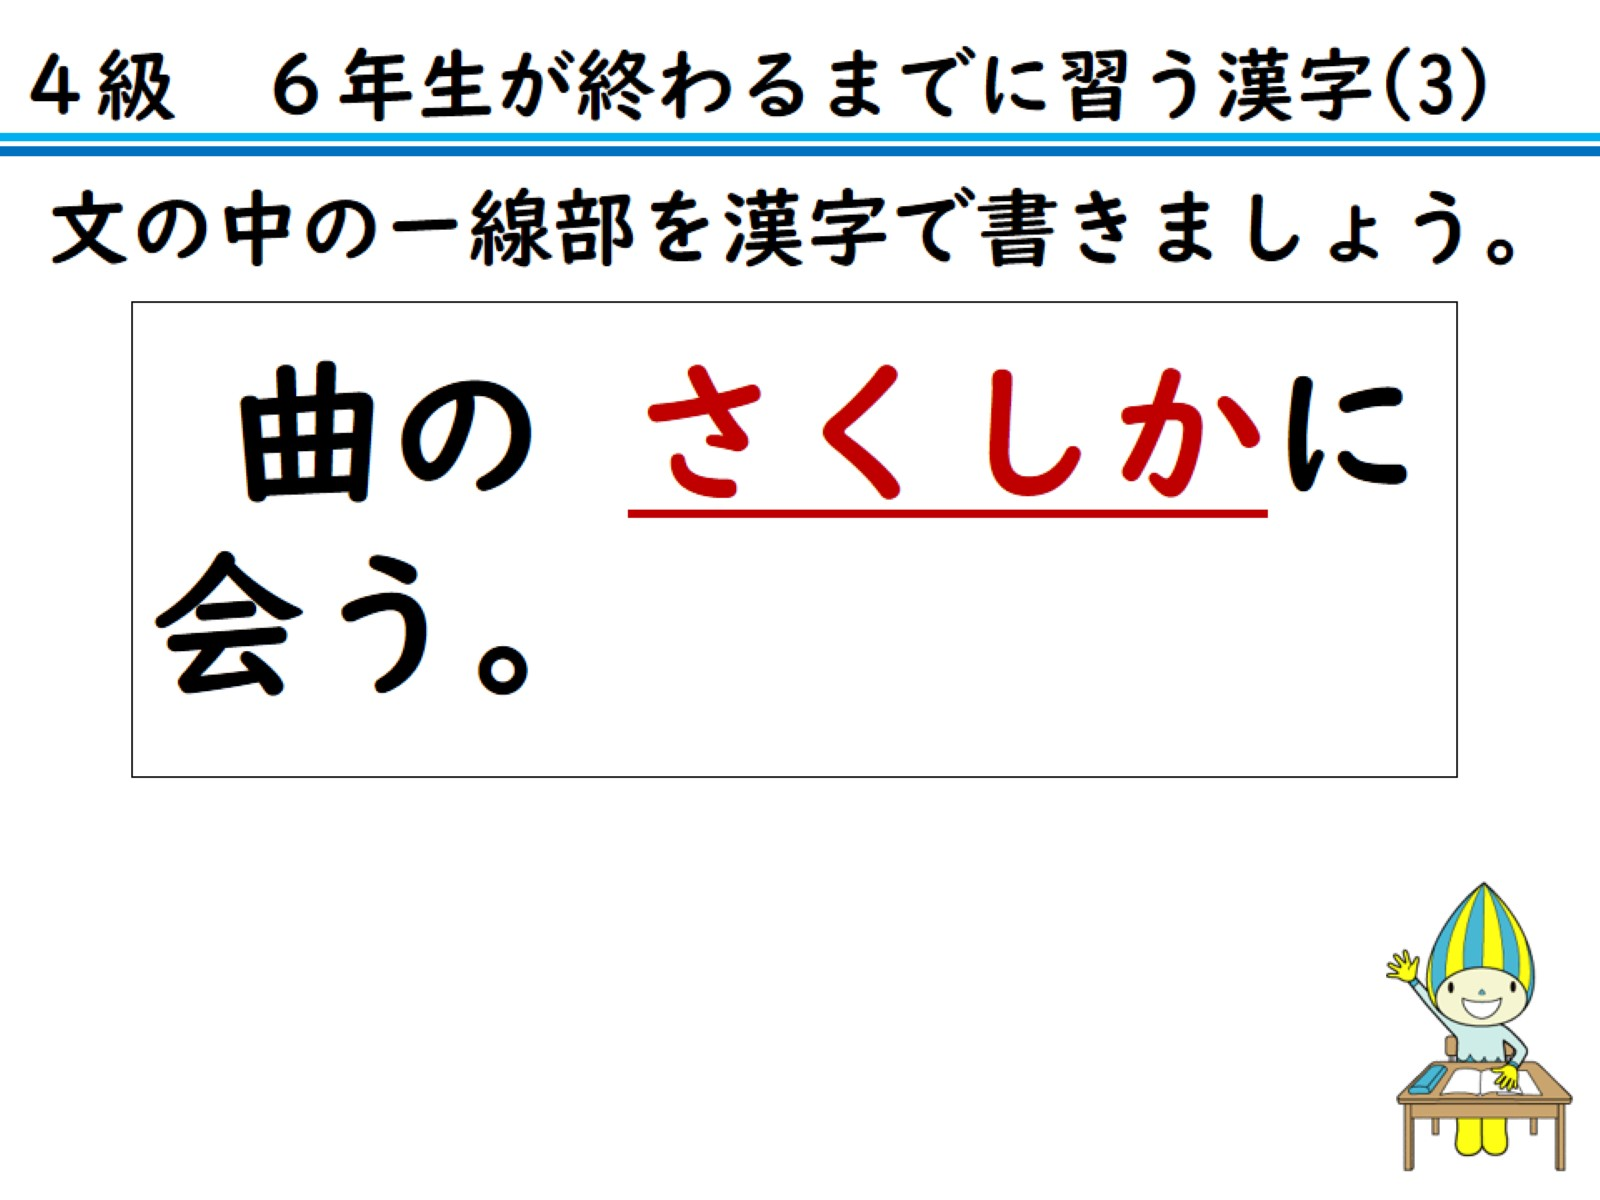 ４級　６年生が終わるまでに習う漢字(3)
文の中の一線部を漢字で書きましょう。
曲の　さくしかに
会う。